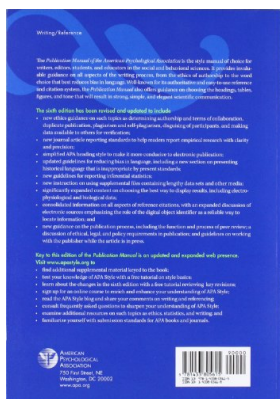 Writing/Reference
The Publication Manual of the American Psychological Association is the style manual of choice for
writers, editors, students, and educators in the social and behavioral sciences. It provides invalu-
able guidance on all aspects of the writing process, from the ethics of authorship to the word
choice that best reduces bias in language. Well-known for its authoritative and easy-to-use reference
and citation system, the Publication Manual also offers guidance on choosing the headings, tables,
figures, and tone that will result in strong, simple, and elegant scientific communication.
The sixth edition has been revised and updated to include
• new ethics guidance on such topics as determining authorship and terms of collaboration,
duplicate publication, plagiarism and self-plagiarism, disguising of participants, and making
data available to others for verification;
• new journal article reporting standards to help readers report empirical research with clarity
and precision;
• simplified APA heading style to make it more conducive to electronic publication;
• updated guidelines for reducing bias in language, including a new section on presenting
historical language that is inappropriate by present standards;
• new guidelines for reporting inferential statistics;
• new instruction on using supplemental files containing lengthy data sets and other media;
• significantly expanded content on choosing the best way to display results, including electro-
physiological and biological data;
• consolidated information on all aspects of reference citations, with an expanded discussion of
electronic sources emphasizing the role of the digital object identifier as a reliable way to
locate information; and
• new guidance on the publication process, including the function and process of peer review; a
discussion of ethical, legal, and policy requirements in publication; and guidelines on working
with the publisher while the article is in press.
Key to this edition of the Publication Manual is an updated and expanded web presence.
Visit www.apastyle.org to
• find additional supplemental material keyed to the book;
• test your knowledge of APA Style with a free tutorial on style basics;
• learn about the changes in the sixth edition with a free tutorial reviewing key revisions;
• sign up for an online course to enrich and enhance your understanding of APA Style;
• read the APA Style blog and share your comments on writing and referencing;
• consult frequently asked questions to sharpen your understanding of APA Style;
• examine additional resources on such topics as ethics, statistics, and writing; and
• familiarize yourself with submission standards for APA books and journals.
AMERICAN
PSYCHOLOGICAL
ASSOCIATION
750 First Street, NE
Washington, DC 20002
www.apa.org
90000